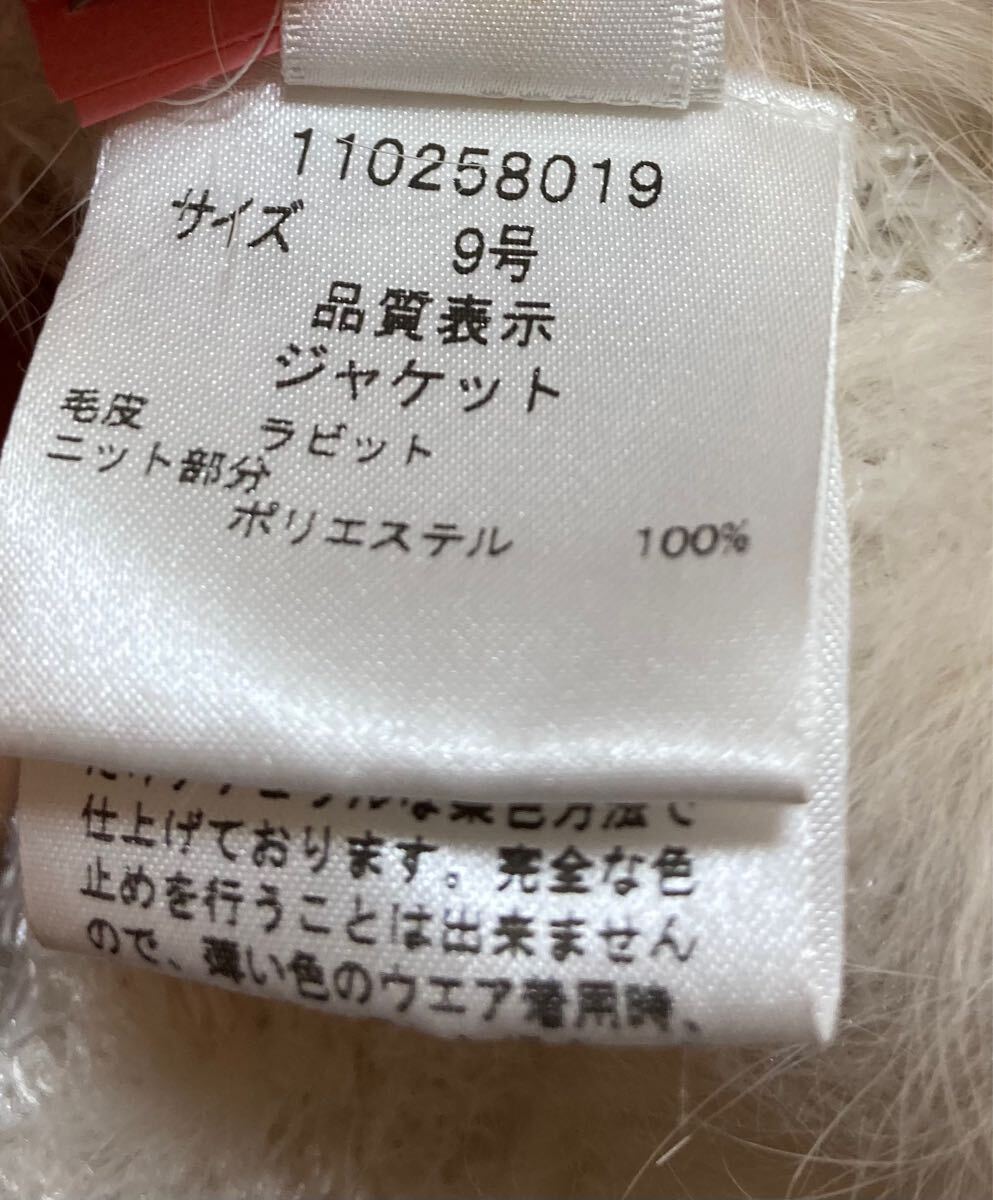 110258019
サイズ 9号
品質表示
ジャケット
毛皮 ラビット
ニット部分
ポリエステル 100%
仕上げております。完全な色
止めを行うことは出来ません
ので、薄い色のウエア着用時、